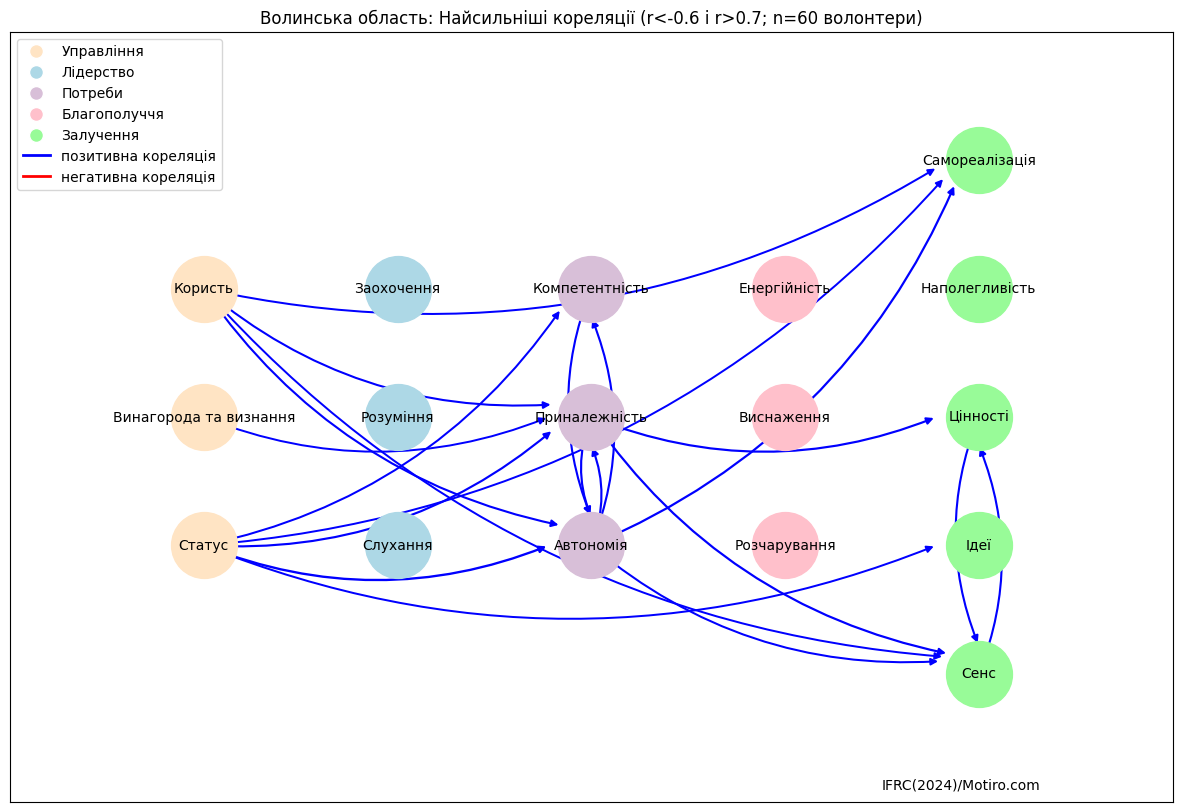 Волинська область: Найсильніші кореляції (r<-0.6 і r>0.7; n=60 волонтери)
Управління
Лідерство
Потреби
Благополуччя
Залучення
позитивна кореляція
негативна кореляція
Самореалізація
Користь
Заохочення
Компетентність
Енергійність
Наполегливість
Винагорода та визнання
Розуміння
Приналежність
Виснаження
Цінності
Статус
Слухання
Автономія
Розчарування
Ідеї
Сенс
IFRC(2024)/Motiro.com